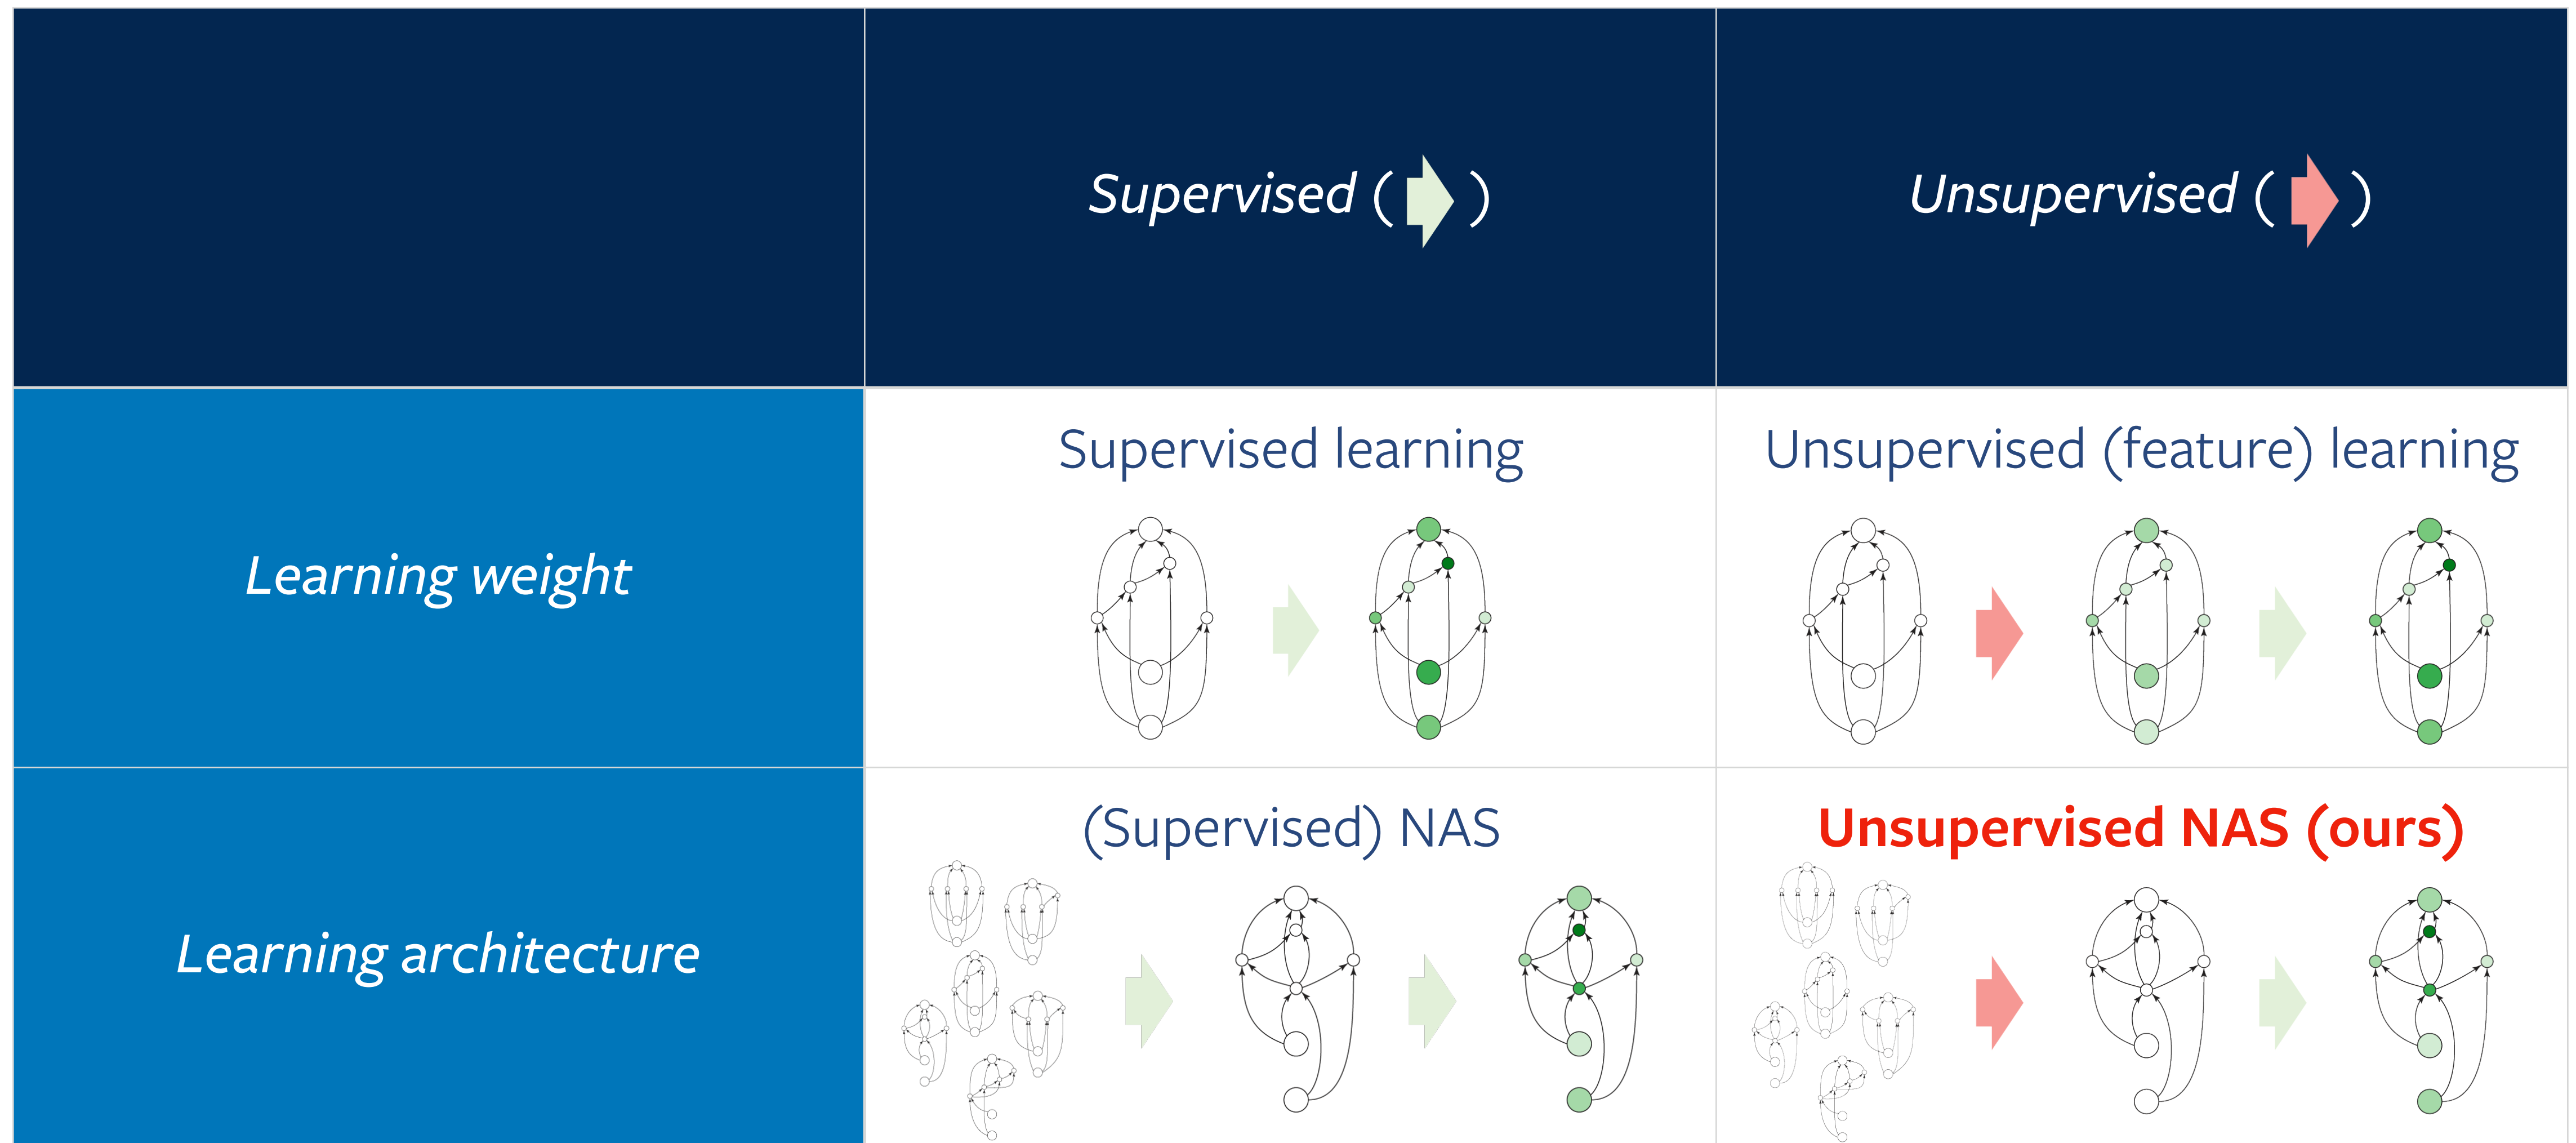 Supervised ( )
Unsupervised ( )
Learning weight
Supervised learning
Unsupervised (feature) learning
Learning architecture
(Supervised) NAS
Unsupervised NAS (ours)